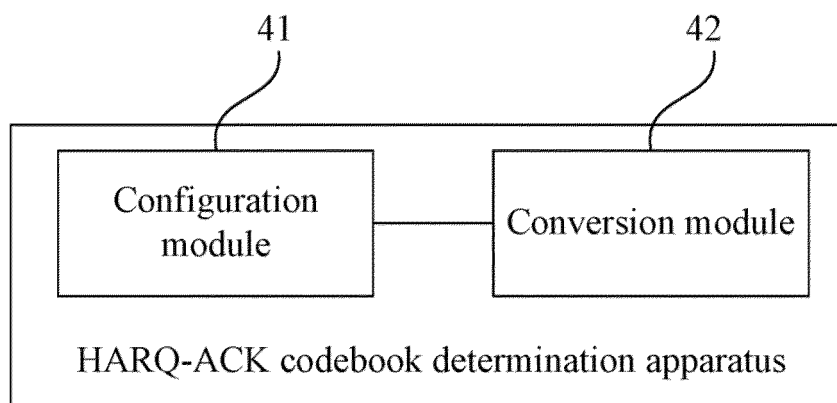 41
42
Configuration
module
Conversion module
HARQ-ACK codebook determination apparatus